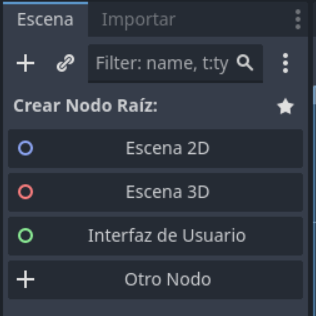 Escena Importar
Filter: name, t:ty
Crear Nodo Raíz:
Escena 2D
Escena 3D
Interfaz de Usuario
Otro Nodo